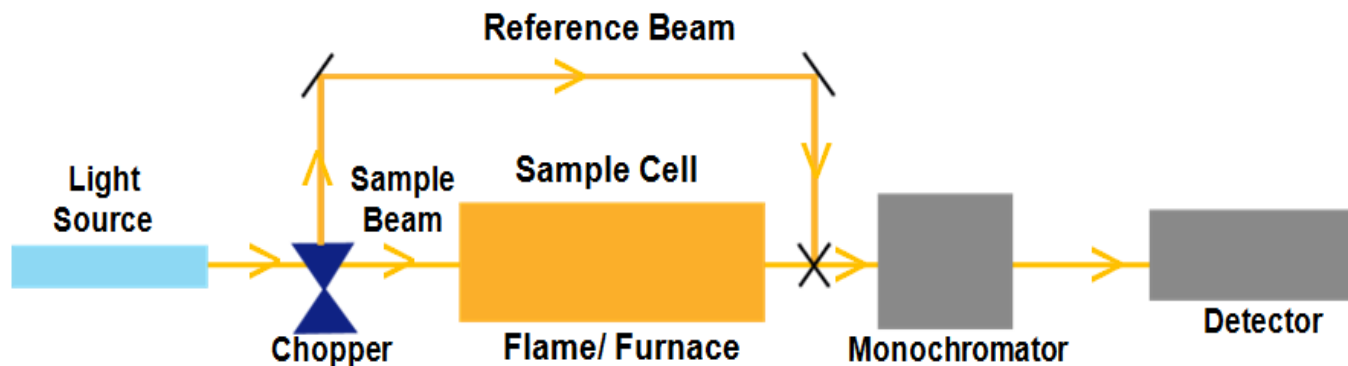 Reference Beam
Light
Source
Sample
Beam
Sample Cell
Chopper
Flame/ Furnace
Monochromator
Detector